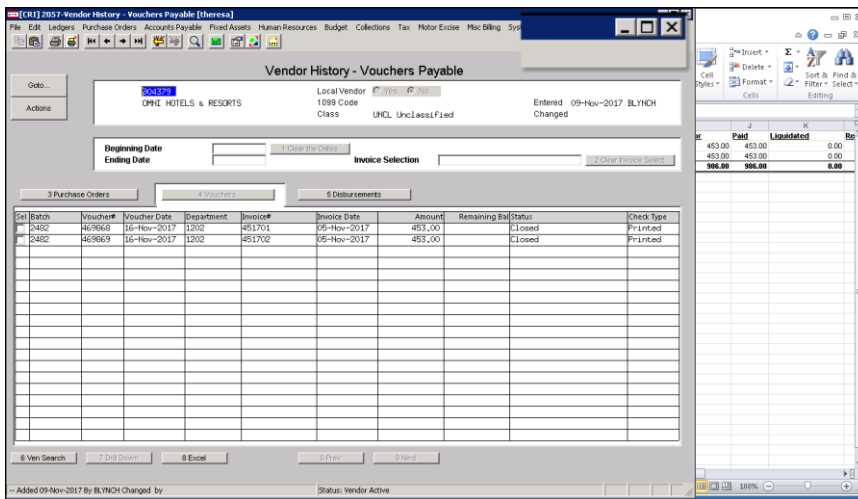 [CRI] 2057-Vendor History - Vouchers Payable [theresa]
File Edit Ledgers Purchase Orders Accounts Payable Fixed Assets Human Resources Budget Collections Tax Motor Excise Misc Billing Sys
Vendor History - Vouchers Payable
Goto...
Actions
304379
OMNI HOTELS & RESORTS
Local Vendor Yes No
1099 Code
Class UNCL Unclassified
Entered 09-Nov-2017 BLYNCH
Changed
Beginning Date
1 Clear the Dates
Ending Date
Invoice Selection
2 Clear Invoice Select
3 Purchase Orders
4 Vouchers
5 Disbursements
Sel Batch Voucher# Voucher Date Department Invoice# Invoice Date Amount Remaining Bal Status Check Type
2482 469868 16-Nov-2017 1202 451701 05-Nov-2017 453.00 Closed Printed
2482 469869 16-Nov-2017 1202 451702 05-Nov-2017 453.00 Closed Printed
6 Ven Search
7 Drill Down
8 Excel
9 Prev
9 Next
-- Added 09-Nov-2017 By BLYNCH Changed by
Status: Vendor Active
Cell
Styles
Insert
Delete
Format
Cells
Sort & Find &
Filter Select
Editing
J K
or Paid Liquidated Re
453.00 453.00 0.00
453.00 453.00 0.00
906.00 906.00 0.00
100%